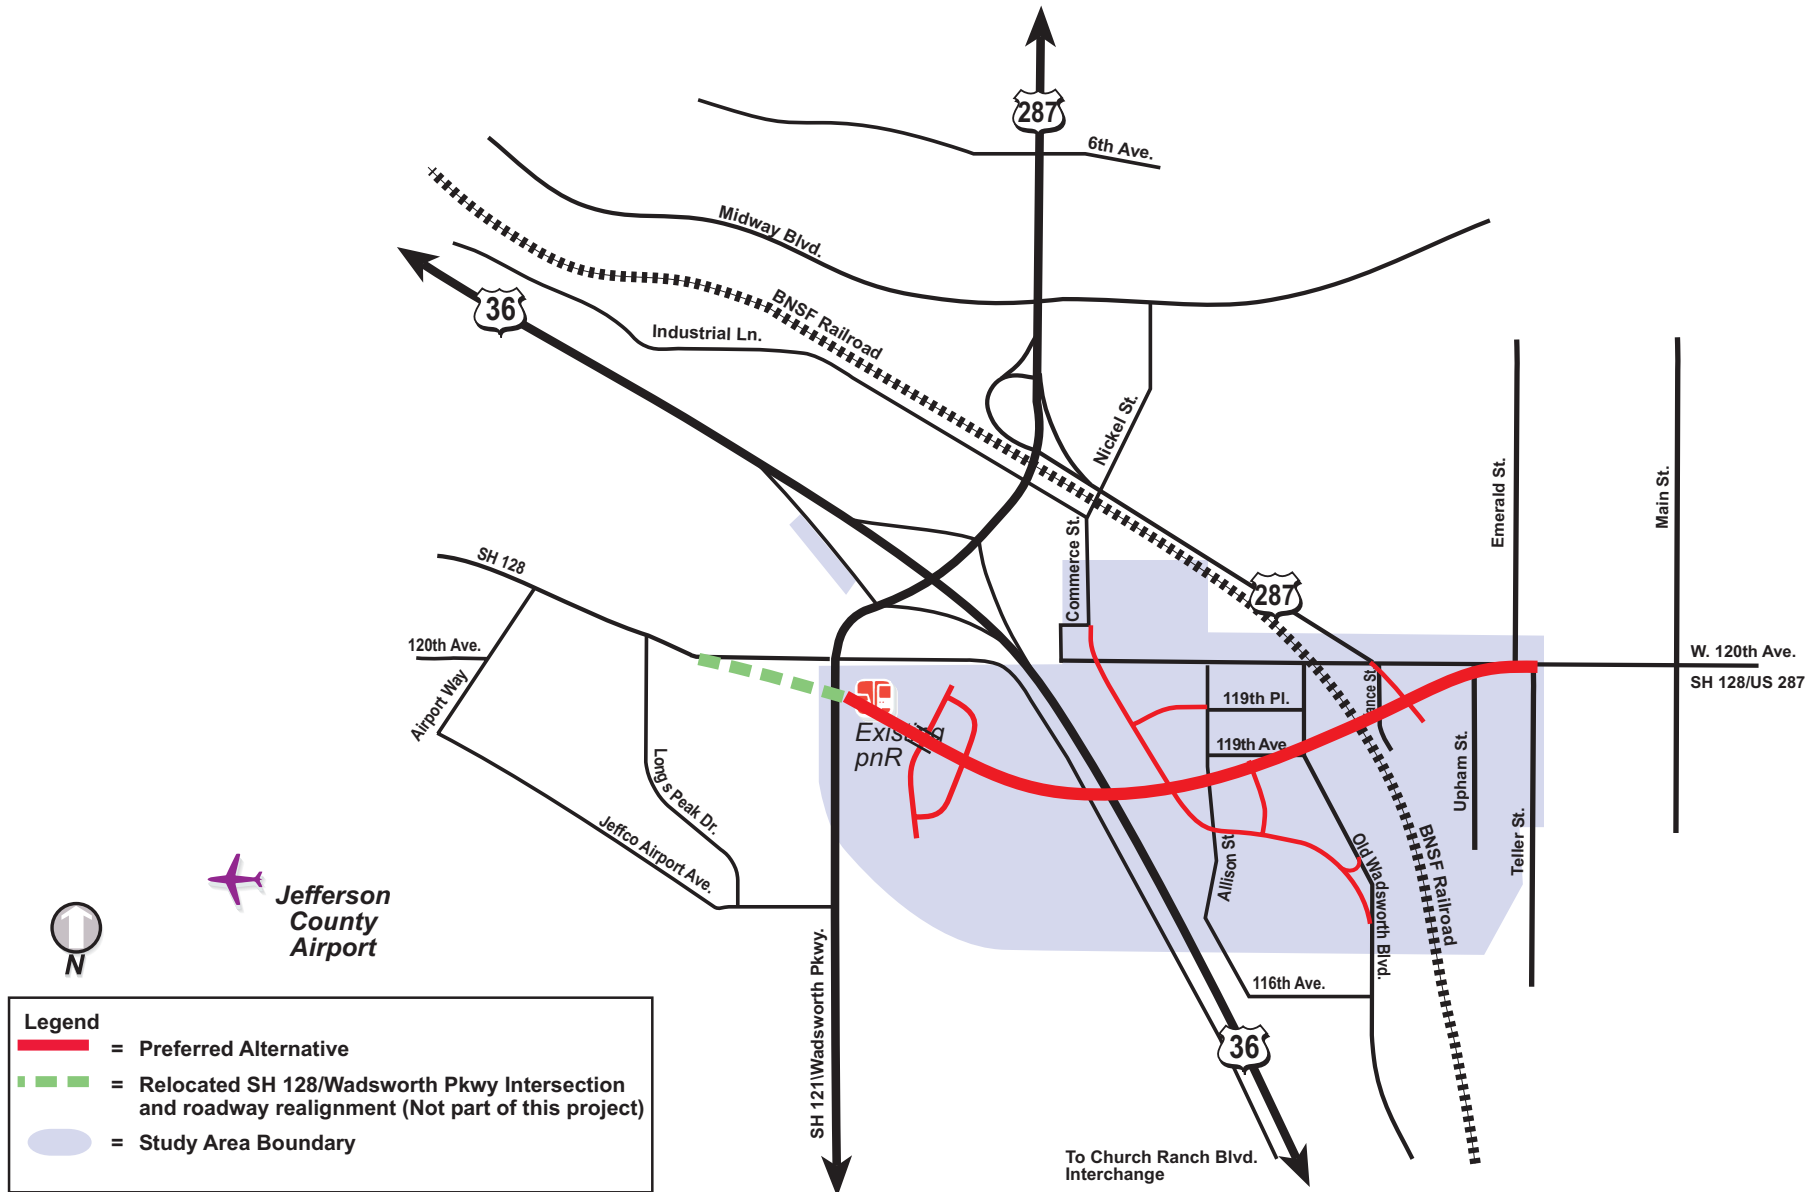 287
6th Ave.
Midway Blvd.
BNSF Railroad
36
Industrial Ln.
Nickel St.
Emerald St.
Main St.
SH 128
Commerce St.
287
120th Ave.
W. 120th Ave.
SH 128/US 287
Airport Way
119th Pl.
Existing
pnR
119th Ave
Long s Peak Dr.
Upham St.
Jeffco Airport Ave.
Allison St.
Old Wadsworth Blvd.
BNSF Railroad
Teller St.
Jefferson
County
Airport
N
SH 121\Wadsworth Pkwy.
116th Ave.
36
To Church Ranch Blvd.
Interchange
Legend
= Preferred Alternative
= Relocated SH 128/Wadsworth Pkwy Intersection
and roadway realignment (Not part of this project)
= Study Area Boundary